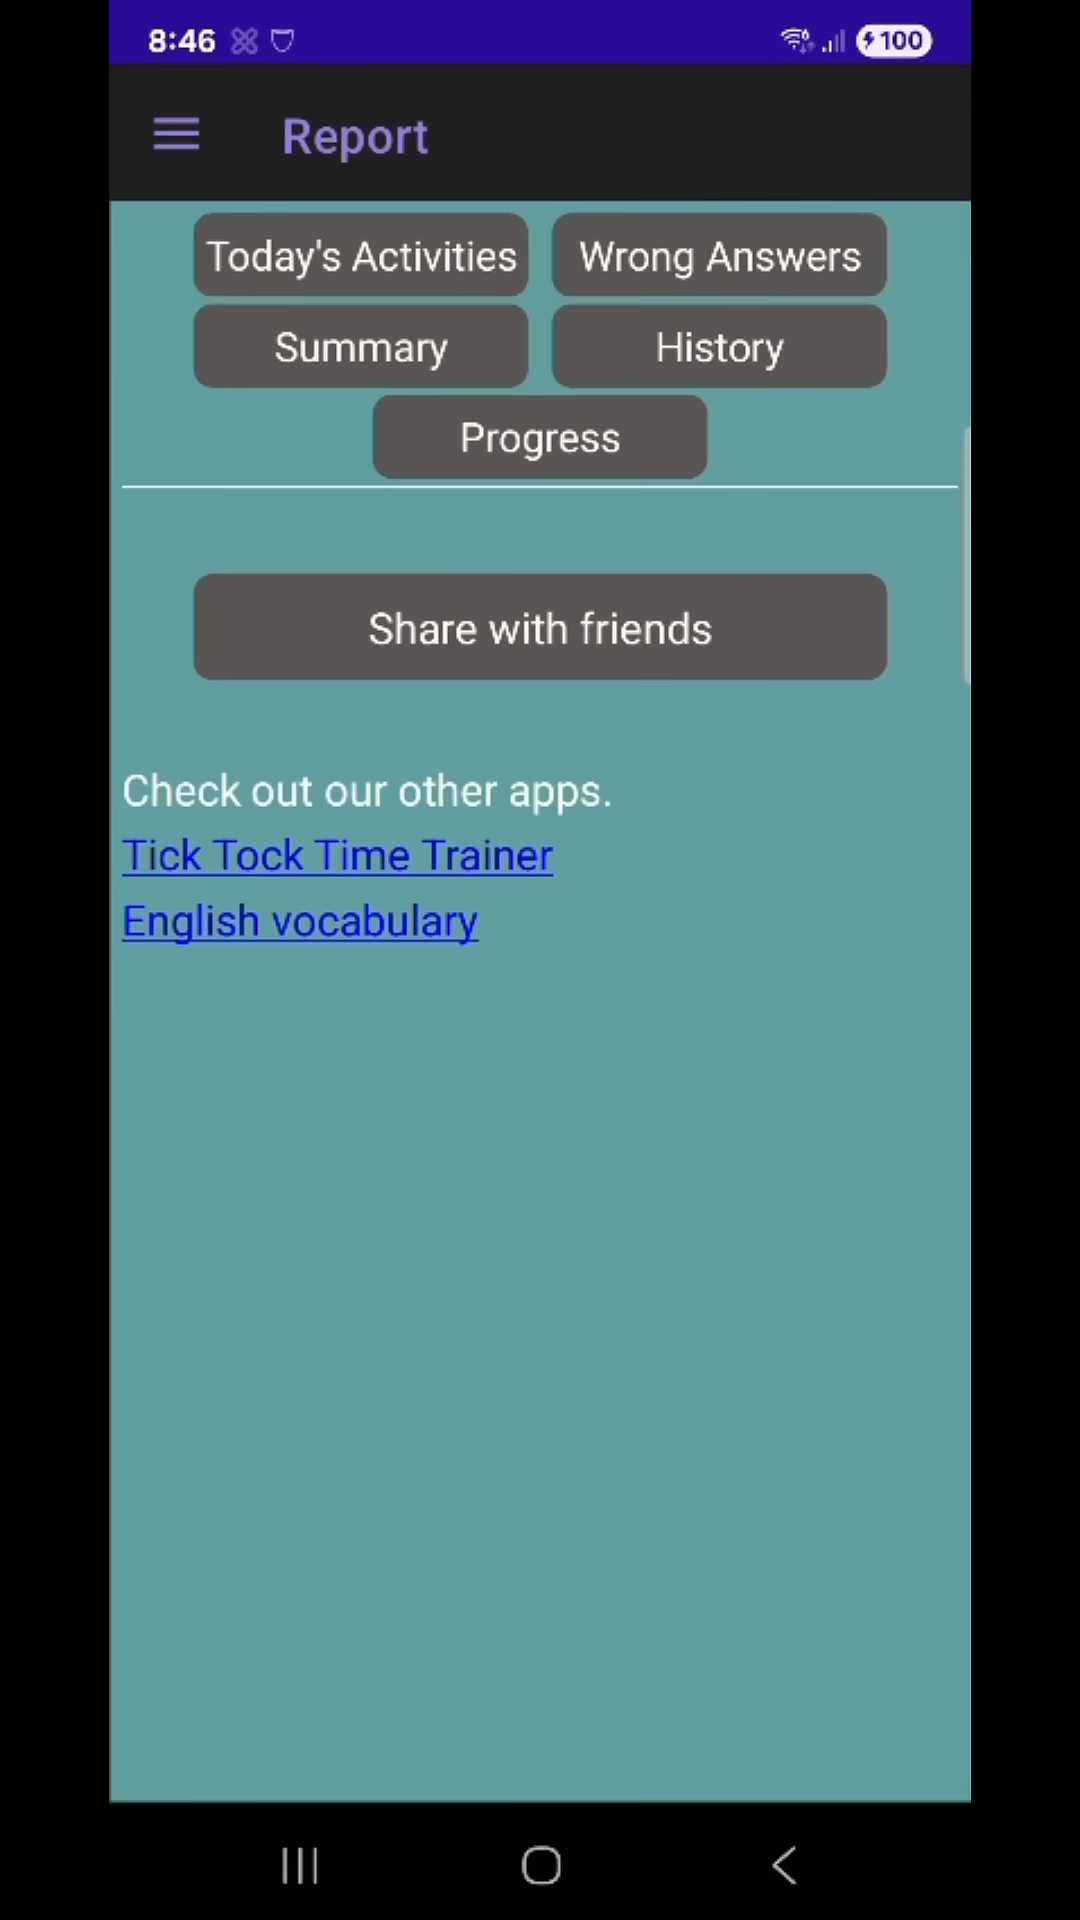 8:46 100
Report
Today's Activities Wrong Answers
Summary History
Progress
Share with friends
Check out our other apps.
Tick Tock Time Trainer
English vocabulary